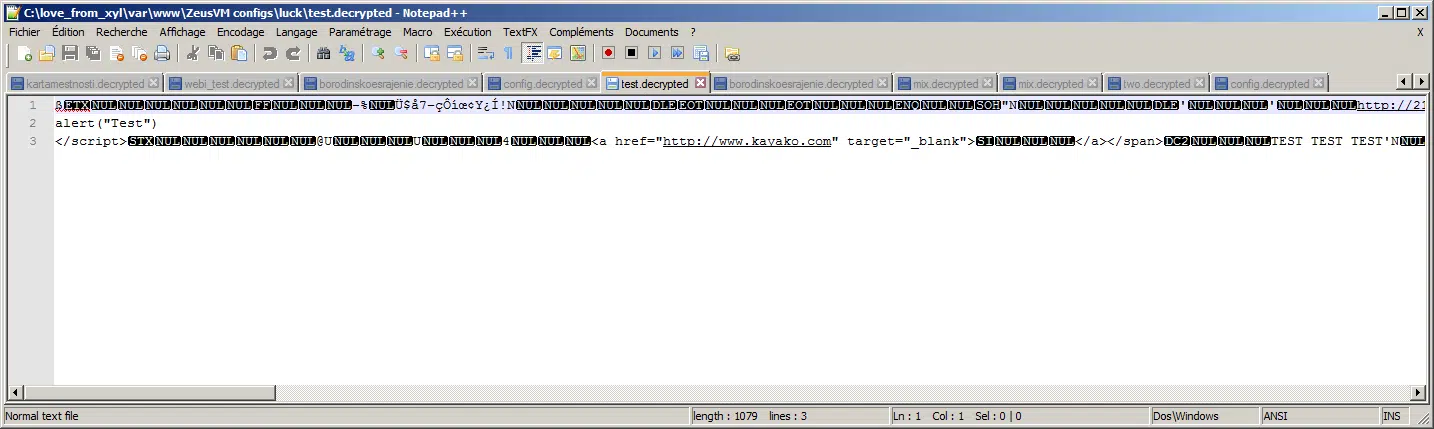 C:\love_from_xyl\var\www\ZeusVM configs\luck\test.decrypted - Notepad++
Fichier Édition Recherche Affichage Encodage Langage Paramétrage Macro Exécution TextFX Compléments Documents ? X
kartamestnosti.decrypted webi_test.decrypted borodinskoesrajenie.decrypted config.decrypted test.decrypted borodinskoesrajenie.decrypted mix.decrypted mix.decrypted two.decrypted config.decrypted
1 ETXNULNULNULNULNULNULFFNULNULNUL-%NULÜ$å7-çÔíœ¢Y¿Í!NNULNULNULNULNULDLEEOTNULNULNULEOTNULNULNULENQNULNULSOH"NNULNULNULNULNULDLE'NULNULNUL'NULNULNULhttp://21
2 alert("Test")
3 </script>STXNULNULNULNULNULNUL@UNULNULNULUNULNULNUL4NULNULNUL<a href="http://www.kayako.com" target="_blank">SINULNULNUL</a></span>DC2NULNULNULTEST TEST TEST'NNUL
Normal text file length : 1079 lines : 3 Ln : 1 Col : 1 Sel : 0 | 0 Dos\Windows ANSI INS